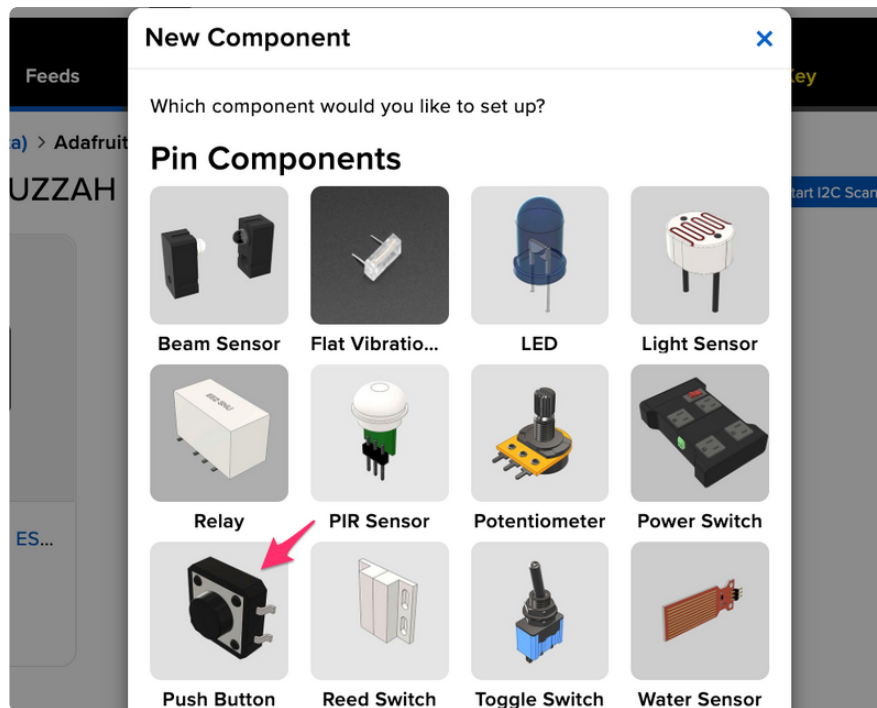 New Component
×
Feeds
Key
a) > Adafruit
Which component would you like to set up?
UZZAH
Pin Components
tart I2C Scan
Beam Sensor
Flat Vibratio...
LED
Light Sensor
Relay
PIR Sensor
Potentiometer
Power Switch
ES...
Push Button
Reed Switch
Toggle Switch
Water Sensor